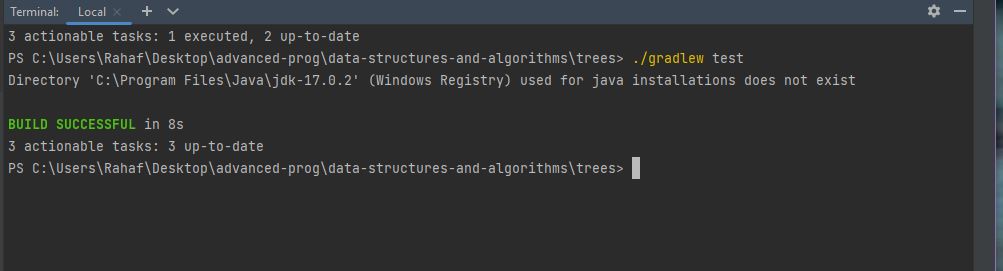 Terminal: Local × +
3 actionable tasks: 1 executed, 2 up-to-date
PS C:\Users\Rahaf\Desktop\advanced-prog\data-structures-and-algorithms\trees> ./gradlew test
Directory 'C:\Program Files\Java\jdk-17.0.2' (Windows Registry) used for java installations does not exist
BUILD SUCCESSFUL in 8s
3 actionable tasks: 3 up-to-date
PS C:\Users\Rahaf\Desktop\advanced-prog\data-structures-and-algorithms\trees>